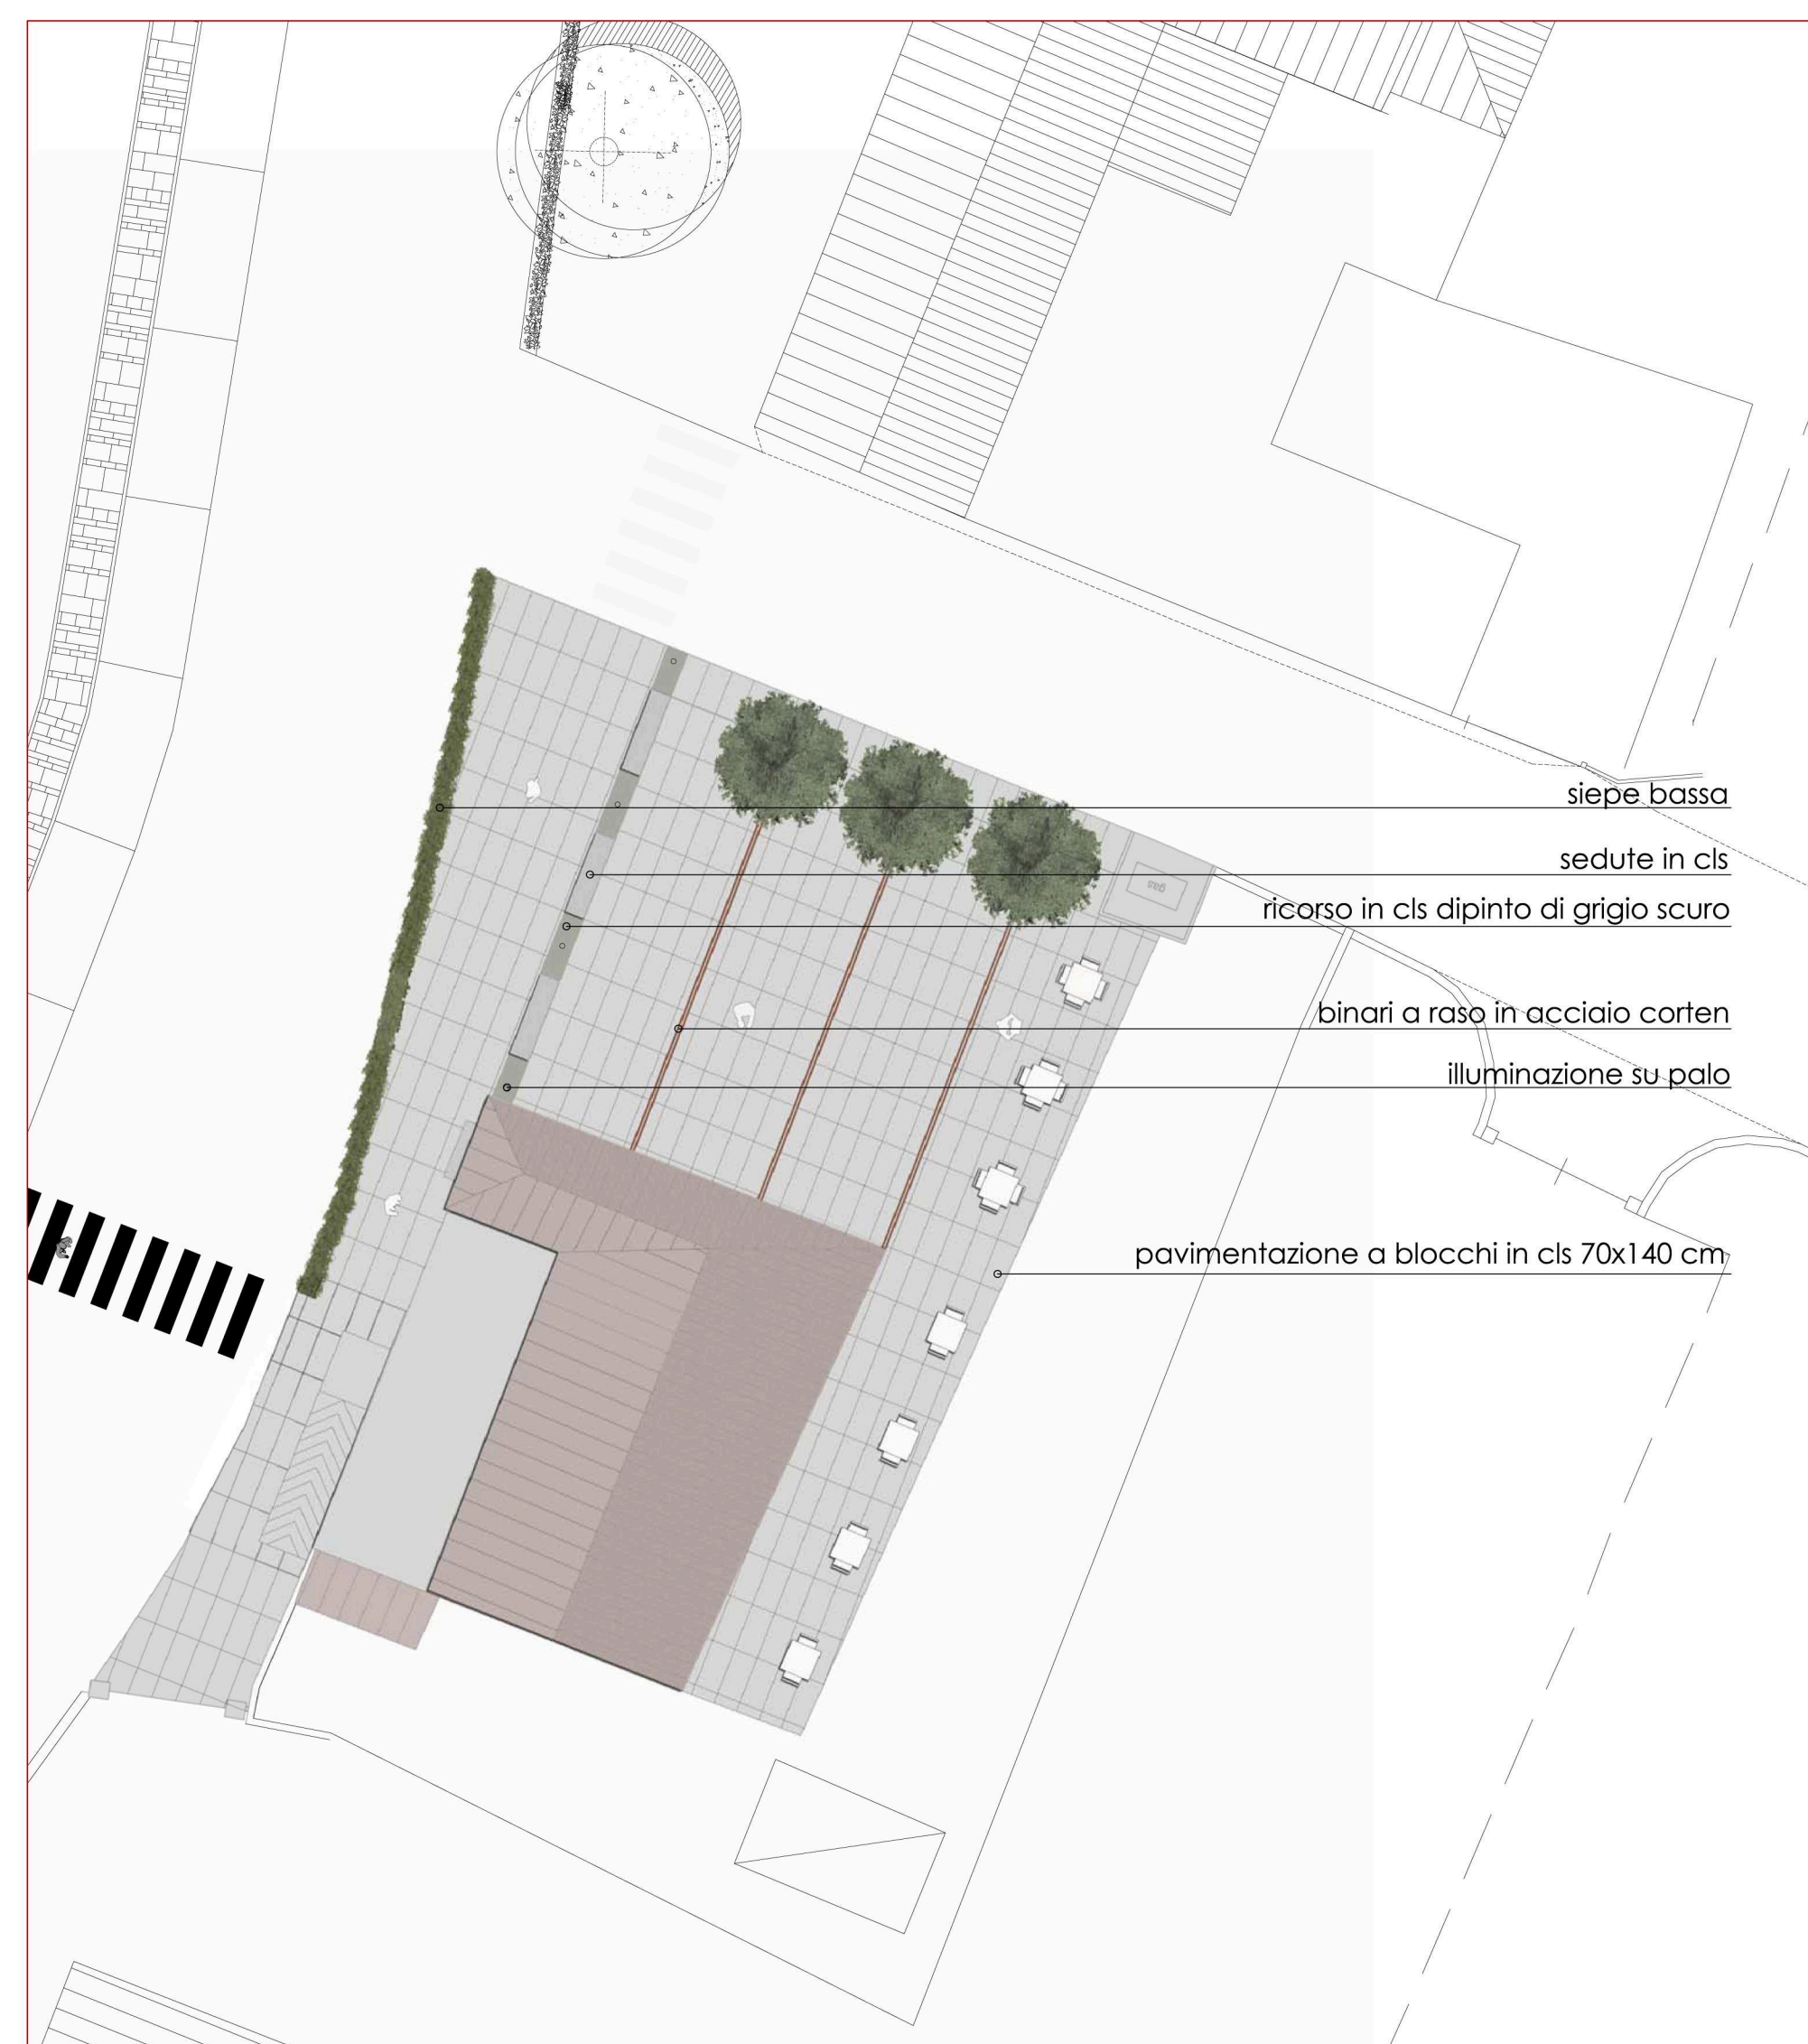 siepe bassa
sedute in cls
gas
ricorso in cls dipinto di grigio scuro
binari a raso in acciaio corten
illuminazione su palo
pavimentazione a blocchi in cls 70x140 cm